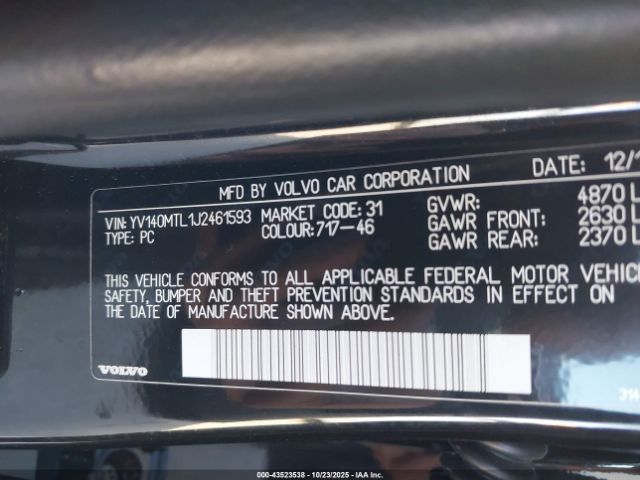 MFD BY VOLVO CAR CORPORATION DATE: 12/1
VIN: YV140MTL1J2461593 MARKET CODE: 31 GVWR: 4870 L
TYPE: PC COLOUR: 717-46 GAWR FRONT: 2630 L
GAWR REAR: 2370 L
THIS VEHICLE CONFORMS TO ALL APPLICABLE FEDERAL MOTOR VEHIC
SAFETY, BUMPER AND THEFT PREVENTION STANDARDS IN EFFECT ON
THE DATE OF MANUFACTURE SHOWN ABOVE.
VOLVO
314
000-43523538 - 10/23/2025 - IAA Inc.